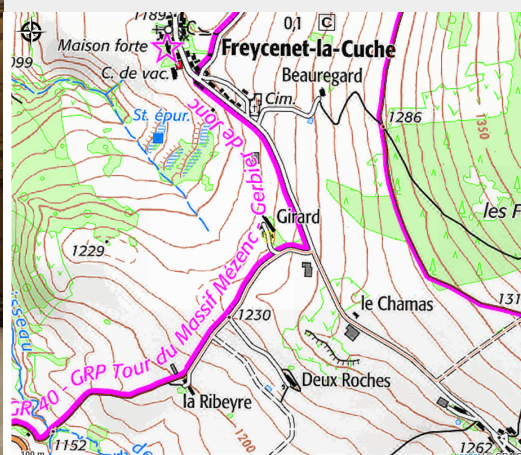 1189
0,1 C
Maison forte
Freycenet-la-Cuche
1099
C. de vac.
Beauregard
Cim.
St. épur.
1286
1350
GR 40 - GRP Tour du Massif Mézenc - Gerbier de Jonc
Girard
les F
1229
131
le Chamas
1230
Deux Roches
la Ribeyre
1200
1152
1262
100 m